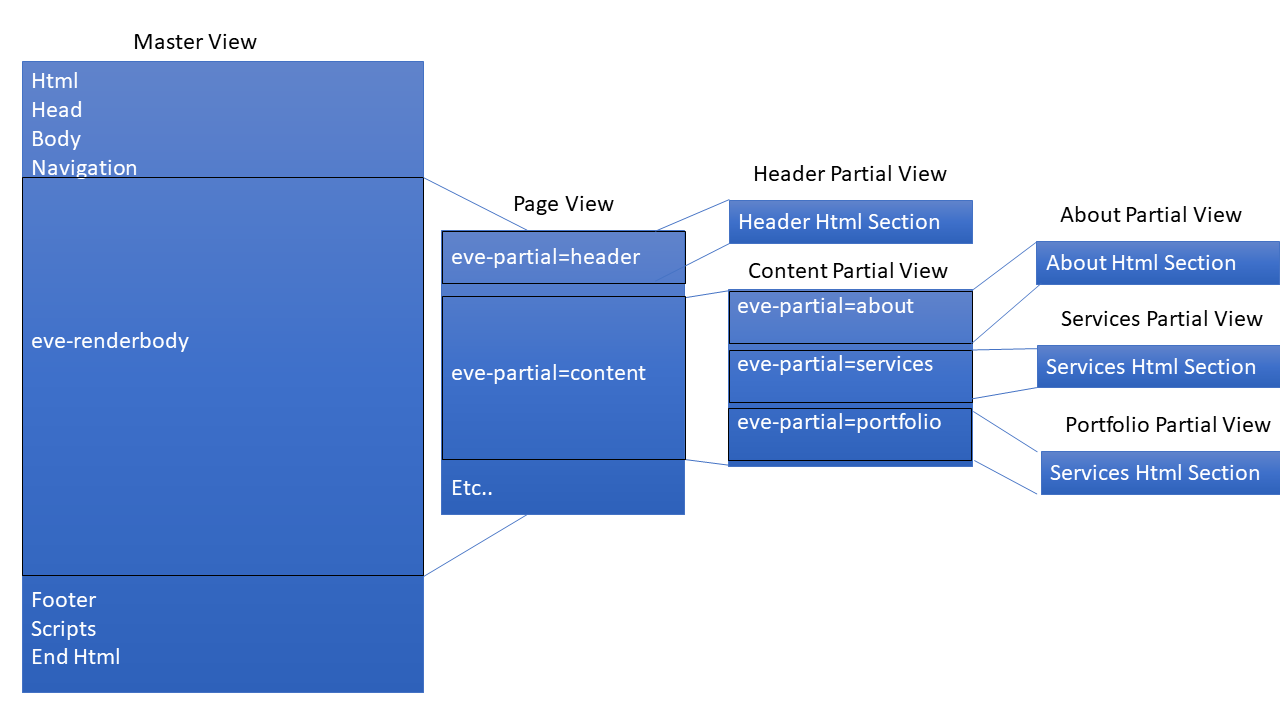 Master View
Html
Head
Body
Navigation
eve-renderbody
Footer
Scripts
End Html
Page View
eve-partial=header
eve-partial=content
Etc..
Header Partial View
Header Html Section
Content Partial View
eve-partial=about
eve-partial=services
eve-partial=portfolio
About Partial View
About Html Section
Services Partial View
Services Html Section
Portfolio Partial View
Services Html Section